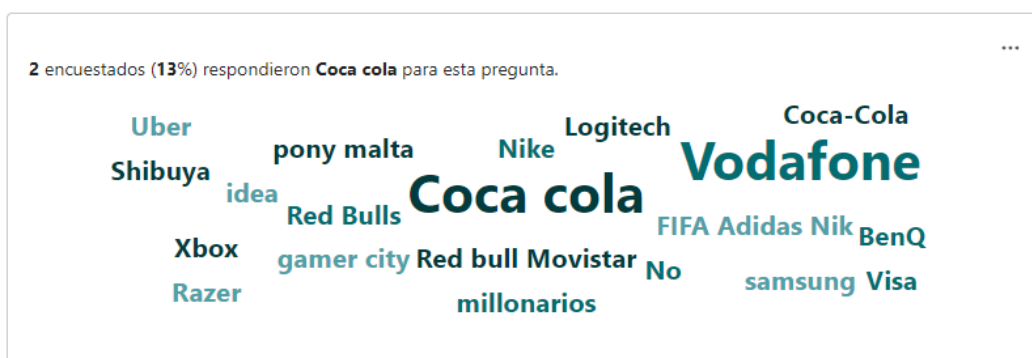 ...
2 encuestados (13%) respondieron Coca cola para esta pregunta.
Coca-Cola
Uber
Logitech
pony malta
Nike
Vodafone
Shibuya
idea
Coca cola
Red Bulls
FIFA Adidas Nik
BenQ
Xbox
gamer city
Red bull Movistar
No
samsung
Visa
Razer
millonarios